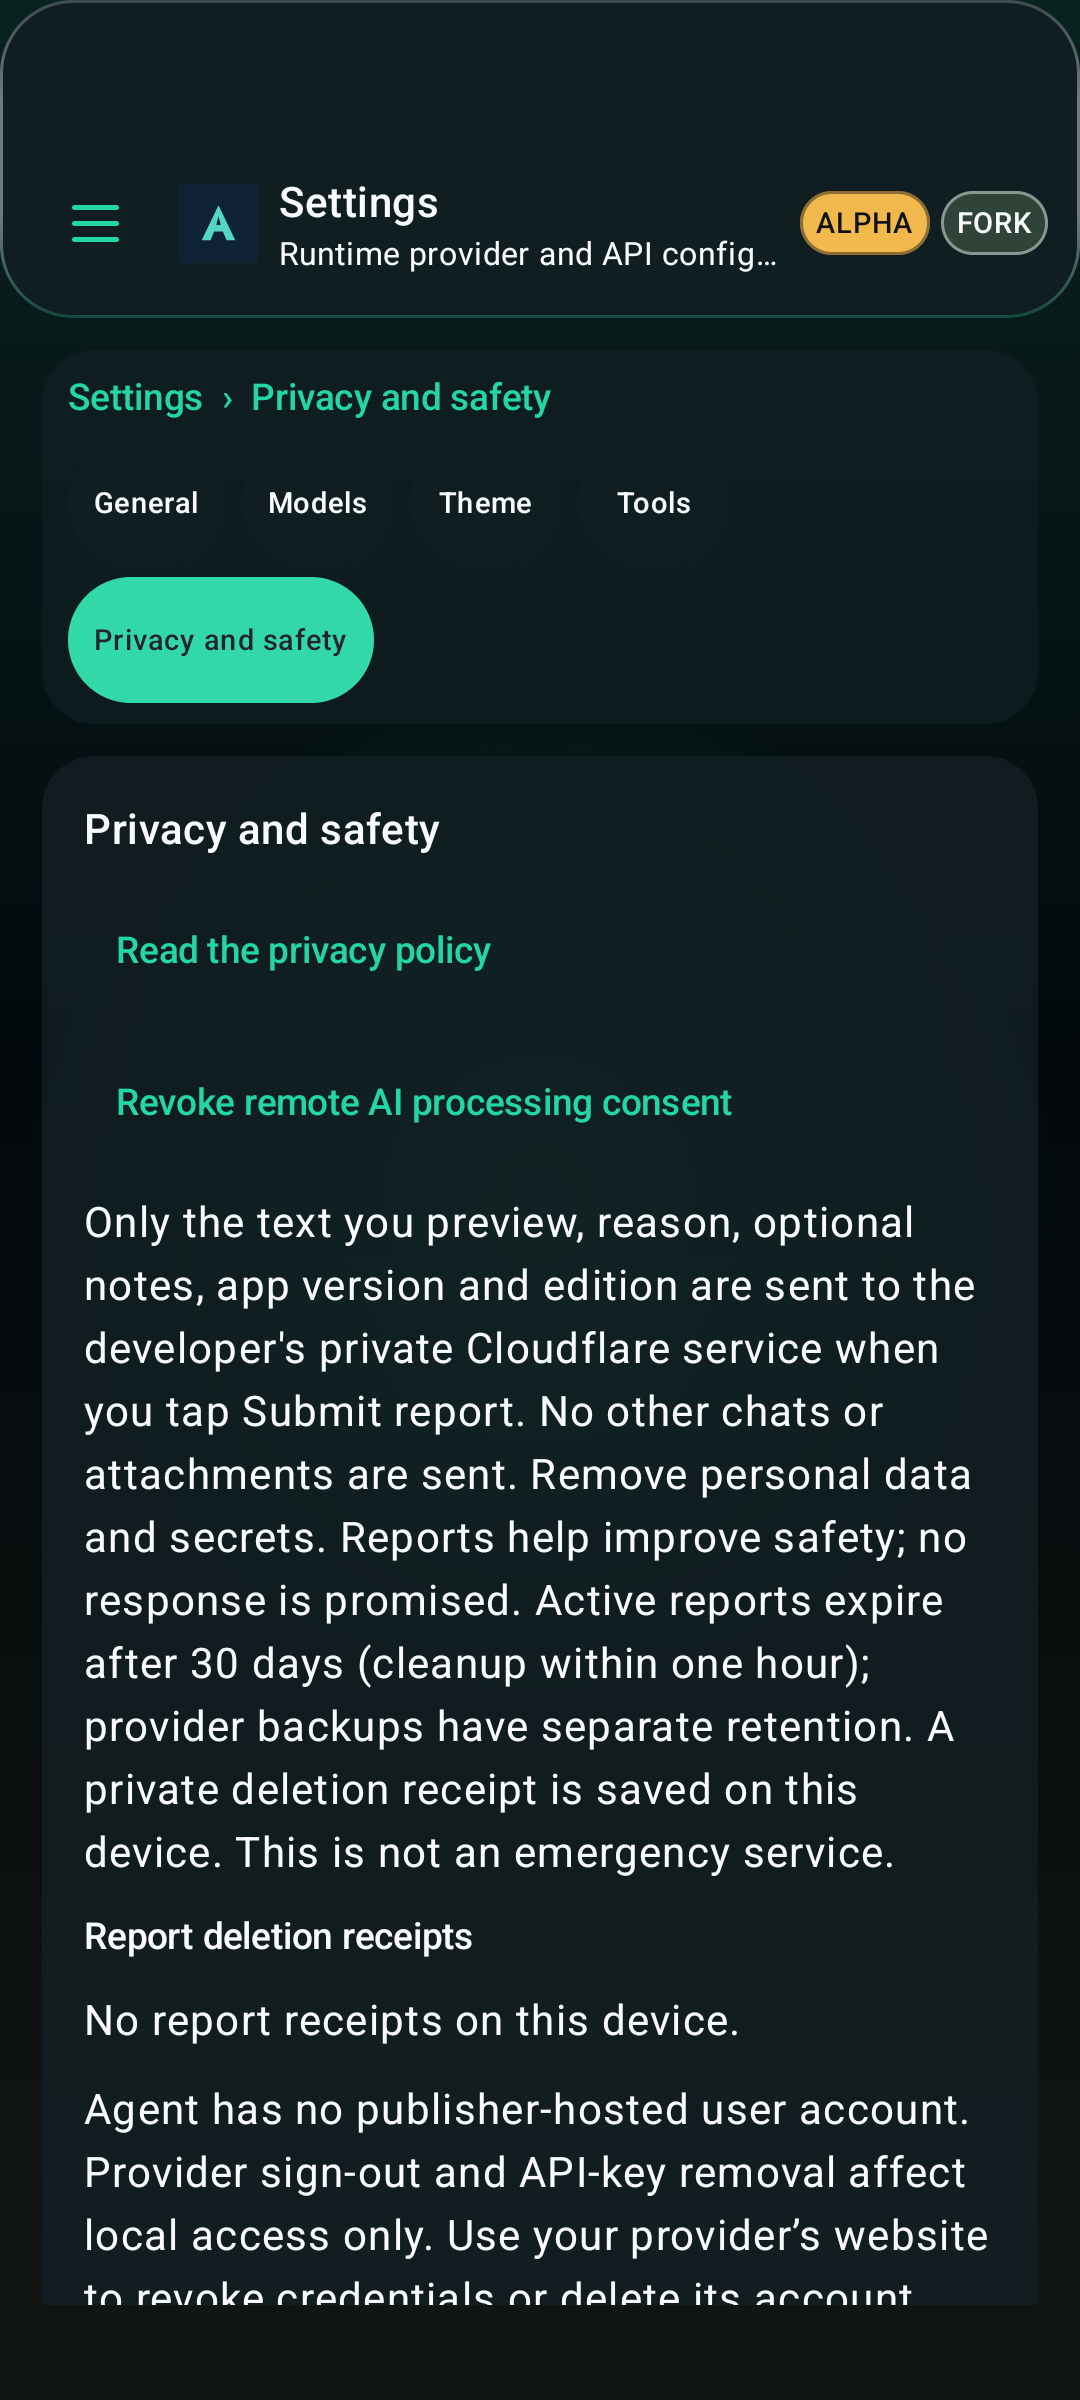 Settings
Runtime provider and API config…
ALPHA
FORK
Settings › Privacy and safety
General
Models
Theme
Tools
Privacy and safety
Privacy and safety
Read the privacy policy
Revoke remote AI processing consent
Only the text you preview, reason, optional
notes, app version and edition are sent to the
developer's private Cloudflare service when
you tap Submit report. No other chats or
attachments are sent. Remove personal data
and secrets. Reports help improve safety; no
response is promised. Active reports expire
after 30 days (cleanup within one hour);
provider backups have separate retention. A
private deletion receipt is saved on this
device. This is not an emergency service.
Report deletion receipts
No report receipts on this device.
Agent has no publisher-hosted user account.
Provider sign-out and API-key removal affect
local access only. Use your provider’s website
to revoke credentials or delete its account